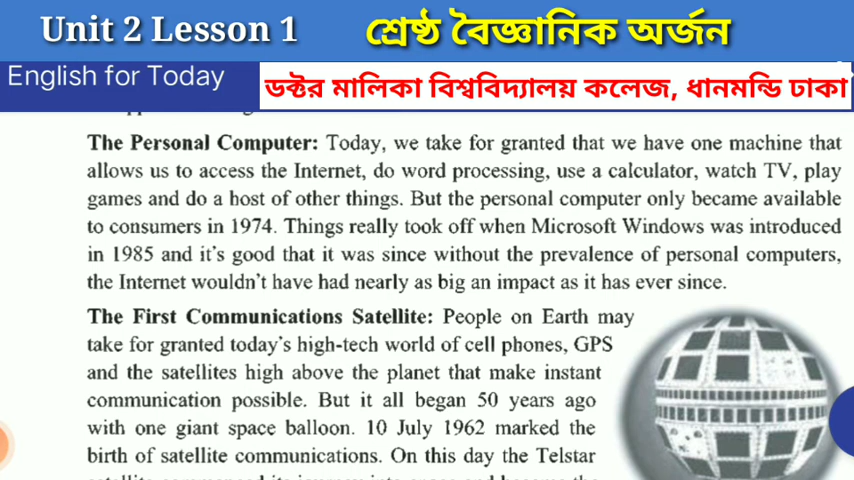 Unit 2 Lesson 1 শ্রেষ্ঠ বৈজ্ঞানিক অর্জন
English for Today
ডক্টর মালিকা বিশ্ববিদ্যালয় কলেজ, ধানমন্ডি ঢাকা
The Personal Computer: Today, we take for granted that we have one machine that
allows us to access the Internet, do word processing, use a calculator, watch TV, play
games and do a host of other things. But the personal computer only became available
to consumers in 1974. Things really took off when Microsoft Windows was introduced
in 1985 and it's good that it was since without the prevalence of personal computers,
the Internet wouldn't have had nearly as big an impact as it has ever since.
The First Communications Satellite: People on Earth may
take for granted today's high-tech world of cell phones, GPS
and the satellites high above the planet that make instant
communication possible. But it all began 50 years ago
with one giant space balloon. 10 July 1962 marked the
birth of satellite communications. On this day the Telstar